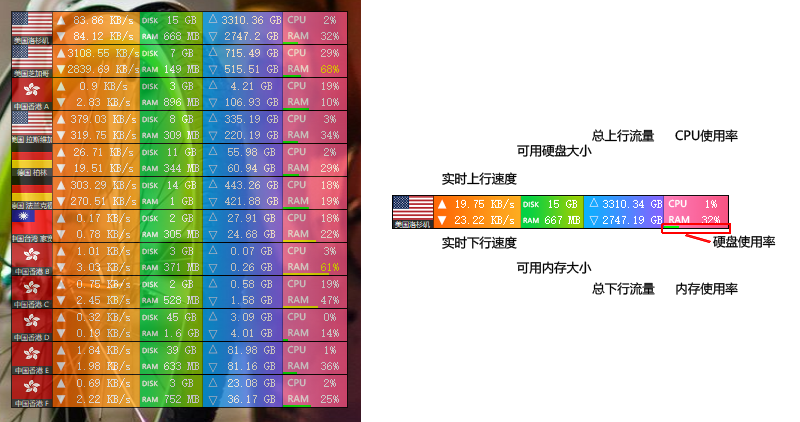 ▲ 83.86 KB/s DISK 15 GB △ 3310.36 GB CPU 2%
美国洛杉矶 ▼ 84.12 KB/s RAM 668 MB ▽ 2747.2 GB RAM 32%
▲ 3108.55 KB/s DISK 7 GB △ 715.49 GB CPU 29%
美国芝加哥 ▼ 2839.69 KB/s RAM 149 MB ▽ 515.51 GB RAM 68%
▲ 0.9 KB/s DISK 3 GB △ 4.21 GB CPU 19%
中国香港 A ▼ 2.83 KB/s RAM 896 MB ▽ 106.93 GB RAM 10%
▲ 379.03 KB/s DISK 8 GB △ 335.19 GB CPU 3%
美国 拉斯维加 ▼ 319.75 KB/s RAM 309 MB ▽ 220.19 GB RAM 34%
▲ 26.71 KB/s DISK 11 GB △ 55.98 GB CPU 2%
德国 柏林 ▼ 19.51 KB/s RAM 344 MB ▽ 60.94 GB RAM 29%
▲ 303.29 KB/s DISK 14 GB △ 443.26 GB CPU 18%
德国 法兰克福 ▼ 270.51 KB/s RAM 1 GB ▽ 421.88 GB RAM 19%
▲ 0.17 KB/s DISK 2 GB △ 27.91 GB CPU 18%
中国台湾 家宽 ▼ 0.78 KB/s RAM 305 MB ▽ 24.68 GB RAM 22%
▲ 1.01 KB/s DISK 3 GB △ 0.07 GB CPU 3%
中国香港 B ▼ 3.03 KB/s RAM 371 MB ▽ 0.26 GB RAM 61%
▲ 0.75 KB/s DISK 2 GB △ 0.58 GB CPU 19%
中国香港 C ▼ 2.45 KB/s RAM 528 MB ▽ 1.58 GB RAM 47%
▲ 0.32 KB/s DISK 45 GB △ 3.09 GB CPU 0%
中国香港 D ▼ 0.19 KB/s RAM 1.6 GB ▽ 4.01 GB RAM 14%
▲ 1.84 KB/s DISK 39 GB △ 81.98 GB CPU 1%
中国香港 E ▼ 1.98 KB/s RAM 633 MB ▽ 81.16 GB RAM 36%
▲ 0.69 KB/s DISK 3 GB △ 23.08 GB CPU 2%
中国香港 F ▼ 2.22 KB/s RAM 752 MB ▽ 36.17 GB RAM 25%
总上行流量 CPU使用率
可用硬盘大小
实时上行速度
▲ 19.75 KB/s DISK 15 GB △ 3310.34 GB CPU 1%
美国洛杉矶 ▼ 23.22 KB/s RAM 667 MB ▽ 2747.19 GB RAM 32%
实时下行速度 硬盘使用率
可用内存大小
总下行流量 内存使用率